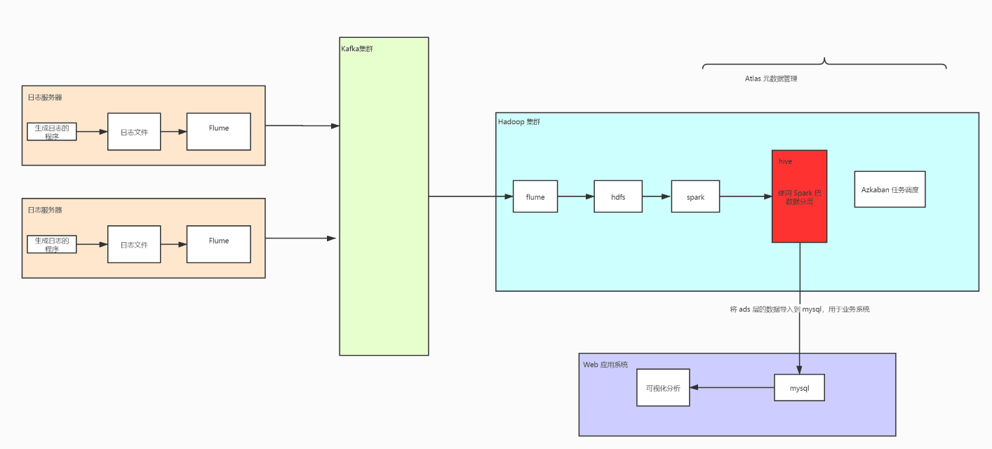 Kafka集群
Atlas 元数据管理
日志服务器
生成日志的
程序
日志文件
Flume
Hadoop 集群
hive
使用 Spark 把
数据分层
flume
hdfs
spark
Azkaban 任务调度
日志服务器
生成日志的
程序
日志文件
Flume
将 ads 层的数据导入到 mysql，用于业务系统
Web 应用系统
可视化分析
mysql